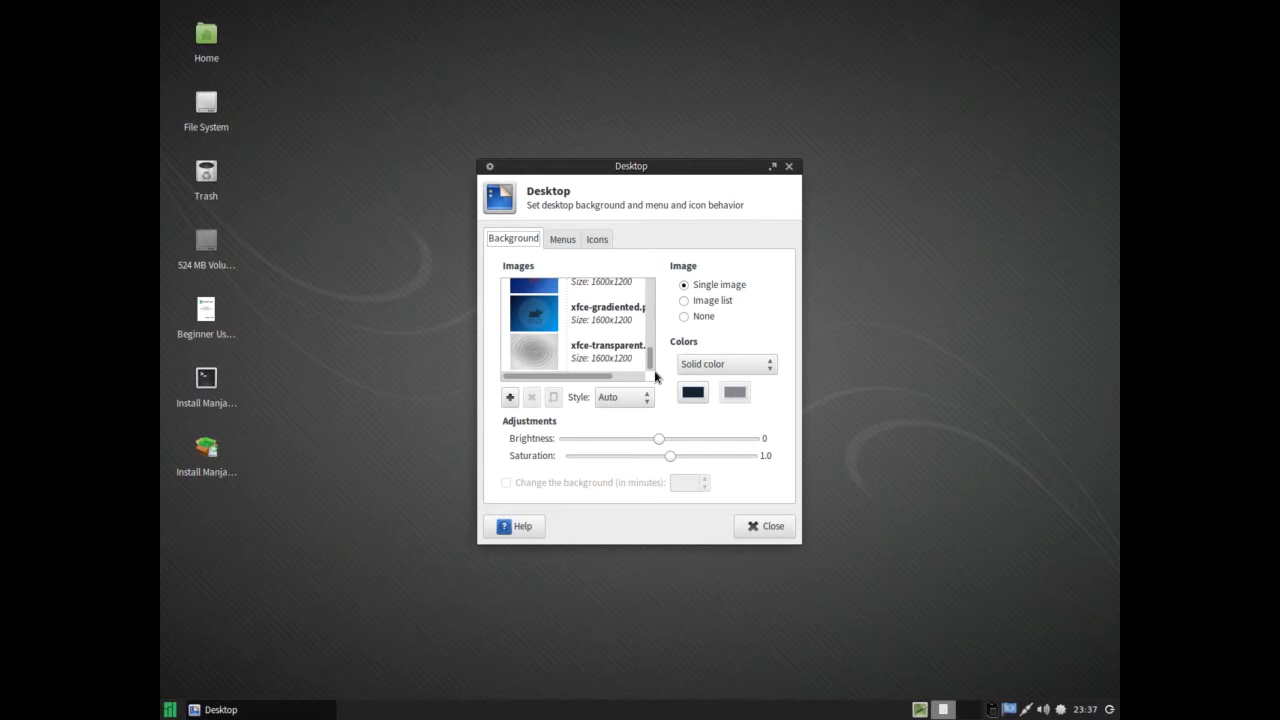 Home
File System
Trash
524 MB Volu...
Beginner Us...
Install Manja...
Install Manja...
Desktop
Desktop
Set desktop background and menu and icon behavior
Background Menus Icons
Images
Size: 1600x1200
xfce-gradiented.p
Size: 1600x1200
xfce-transparent.
Size: 1600x1200
Style: Auto
Image
Single image
Image list
None
Colors
Solid color
Adjustments
Brightness: 0
Saturation: 1.0
Change the background (in minutes):
Help
Close
Desktop
23:37